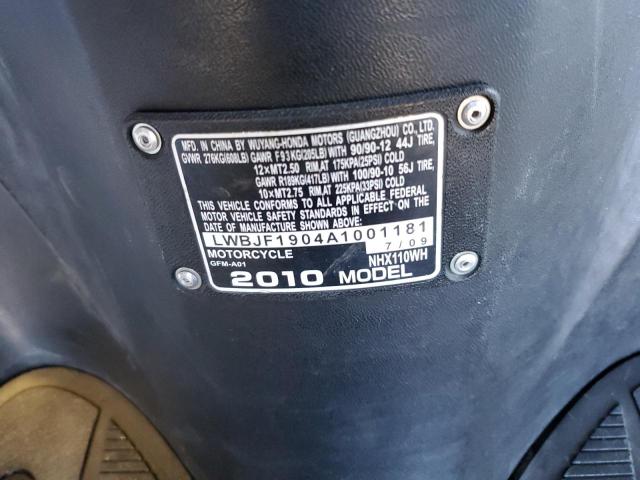 MFD. IN CHINA BY WUYANG-HONDA MOTORS (GUANGZHOU) CO., LTD.
GVWR 276KG(608LB) GAWR F93KG(205LB) WITH 90/90-12 44J TIRE,
12×MT2.50 RIM,AT 175KPA(25PSI) COLD
GAWR R189KG(417LB) WITH 100/90-10 56J TIRE,
10×MT2.75 RIM,AT 225KPA(33PSI) COLD
THIS VEHICLE CONFORMS TO ALL APPLICABLE FEDERAL
MOTOR VEHICLE SAFETY STANDARDS IN EFFECT ON THE
DATE OF MANUFACTURE SHOWN ABOVE:
LWBJF1904A1001181
MOTORCYCLE 7/09
GFM-A01 NHX110WH
2010 MODEL